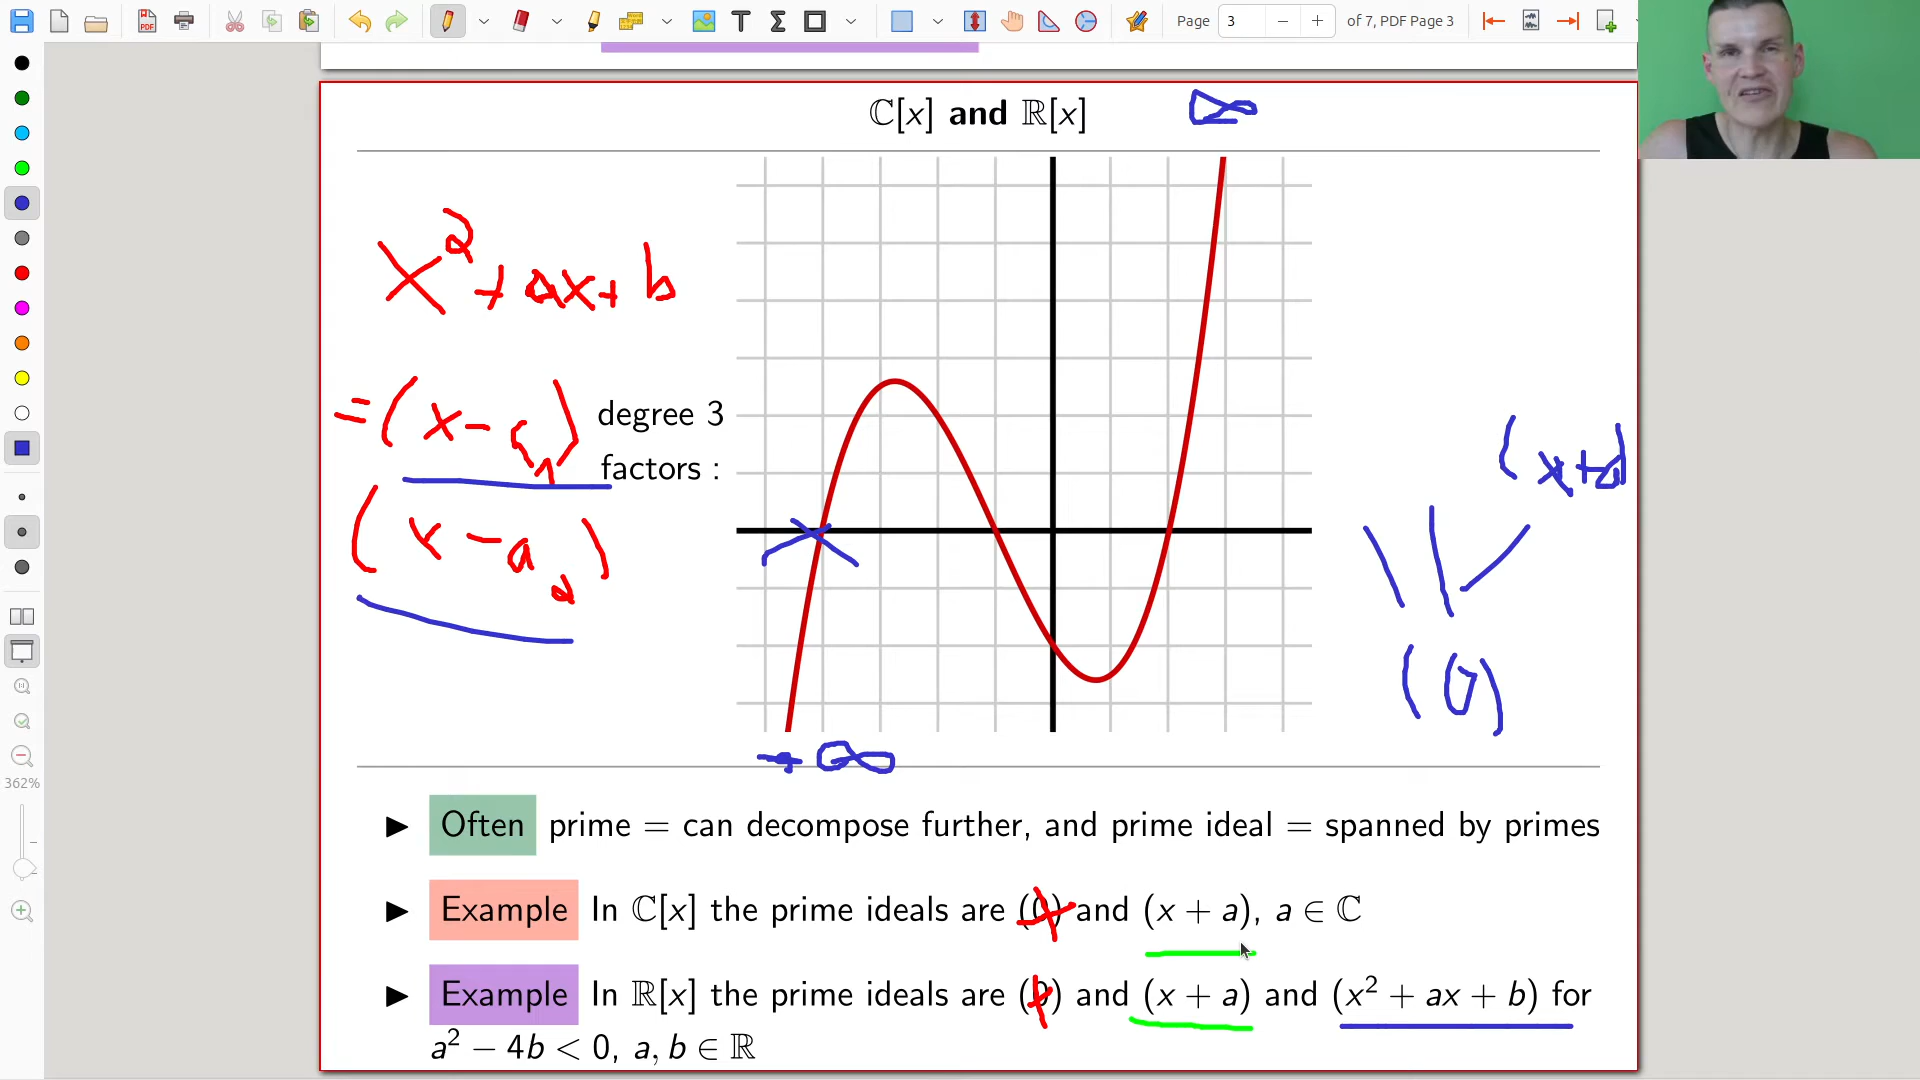 Page 3 of 7, PDF Page 3
ℂ[x] and ℝ[x]
∞
x² + ax + b
= (x - a₁)
degree 3
factors :
(x - a₂)
(x+a)
(0)
-∞
362%
▶ Often prime = can decompose further, and prime ideal = spanned by primes
▶ Example In ℂ[x] the prime ideals are (0) and (x + a), a ∈ ℂ
▶ Example In ℝ[x] the prime ideals are (0) and (x + a) and (x² + ax + b) for
a² − 4b < 0, a, b ∈ ℝ